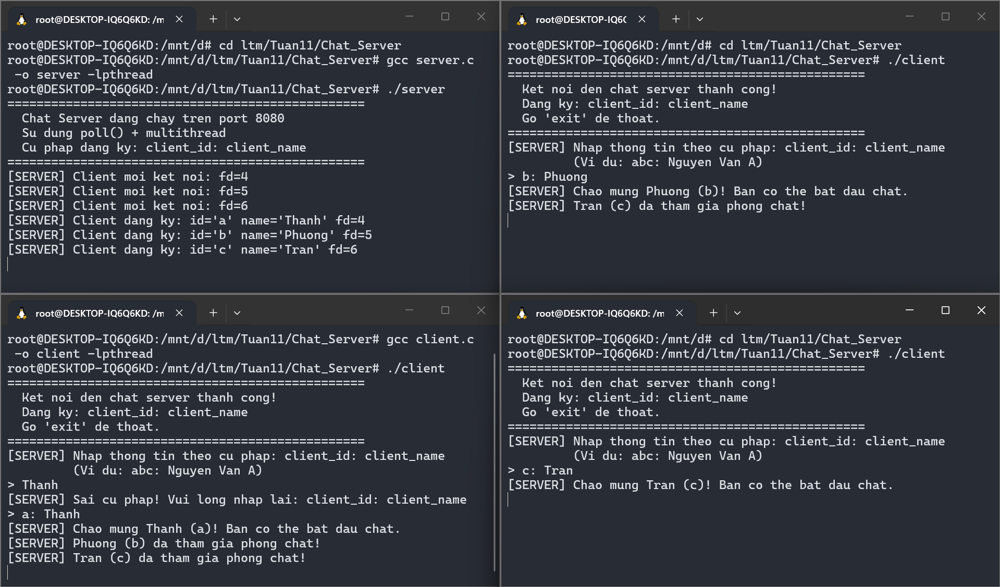 root@DESKTOP-IQ6Q6KD: /m
root@DESKTOP-IQ6Q6KD:/mnt/d# cd ltm/Tuan11/Chat_Server
root@DESKTOP-IQ6Q6KD:/mnt/d/ltm/Tuan11/Chat_Server# gcc server.c
-o server -lpthread
root@DESKTOP-IQ6Q6KD:/mnt/d/ltm/Tuan11/Chat_Server# ./server
=================================================
Chat Server dang chay tren port 8080
Su dung poll() + multithread
Cu phap dang ky: client_id: client_name
=================================================
[SERVER] Client moi ket noi: fd=4
[SERVER] Client moi ket noi: fd=5
[SERVER] Client moi ket noi: fd=6
[SERVER] Client dang ky: id='a' name='Thanh' fd=4
[SERVER] Client dang ky: id='b' name='Phuong' fd=5
[SERVER] Client dang ky: id='c' name='Tran' fd=6
root@DESKTOP-IQ6
root@DESKTOP-IQ6Q6KD:/mnt/d# cd ltm/Tuan11/Chat_Server
root@DESKTOP-IQ6Q6KD:/mnt/d/ltm/Tuan11/Chat_Server# ./client
=================================================
Ket noi den chat server thanh cong!
Dang ky: client_id: client_name
Go 'exit' de thoat.
=================================================
[SERVER] Nhap thong tin theo cu phap: client_id: client_name
(Vi du: abc: Nguyen Van A)
> b: Phuong
[SERVER] Chao mung Phuong (b)! Ban co the bat dau chat.
[SERVER] Tran (c) da tham gia phong chat!
root@DESKTOP-IQ6Q6KD: /m
root@DESKTOP-IQ6Q6KD:/mnt/d/ltm/Tuan11/Chat_Server# gcc client.c
-o client -lpthread
root@DESKTOP-IQ6Q6KD:/mnt/d/ltm/Tuan11/Chat_Server# ./client
=================================================
Ket noi den chat server thanh cong!
Dang ky: client_id: client_name
Go 'exit' de thoat.
=================================================
[SERVER] Nhap thong tin theo cu phap: client_id: client_name
(Vi du: abc: Nguyen Van A)
> Thanh
[SERVER] Sai cu phap! Vui long nhap lai: client_id: client_name
> a: Thanh
[SERVER] Chao mung Thanh (a)! Ban co the bat dau chat.
[SERVER] Phuong (b) da tham gia phong chat!
[SERVER] Tran (c) da tham gia phong chat!
root@DESKTOP-IQ6Q6KD: /m
root@DESKTOP-IQ6Q6KD:/mnt/d# cd ltm/Tuan11/Chat_Server
root@DESKTOP-IQ6Q6KD:/mnt/d/ltm/Tuan11/Chat_Server# ./client
=================================================
Ket noi den chat server thanh cong!
Dang ky: client_id: client_name
Go 'exit' de thoat.
=================================================
[SERVER] Nhap thong tin theo cu phap: client_id: client_name
(Vi du: abc: Nguyen Van A)
> c: Tran
[SERVER] Chao mung Tran (c)! Ban co the bat dau chat.